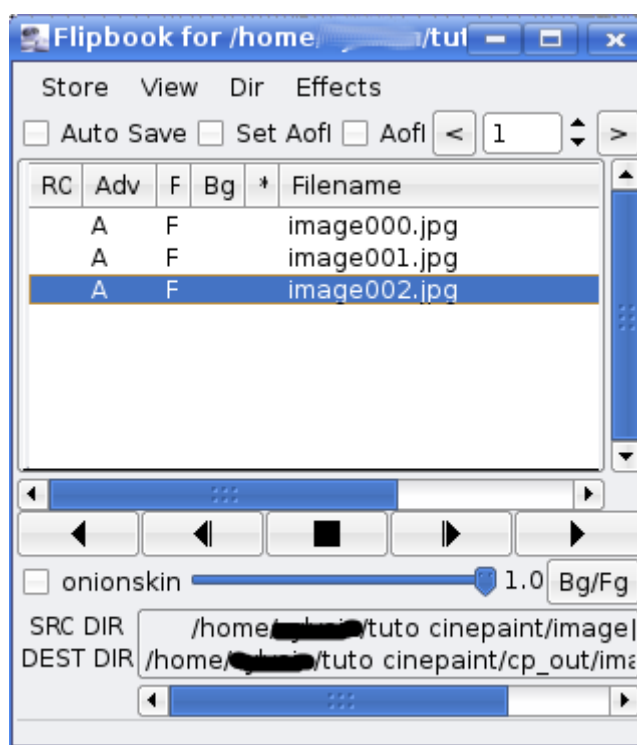 Flipbook for /home/ /tut
Store View Dir Effects
Auto Save Set Aofl Aofl < 1 >
RC Adv F Bg * Filename
A F image000.jpg
A F image001.jpg
A F image002.jpg
onionskin 1.0 Bg/Fg
SRC DIR /home/ /tuto cinepaint/image
DEST DIR /home/ /tuto cinepaint/cp_out/ima